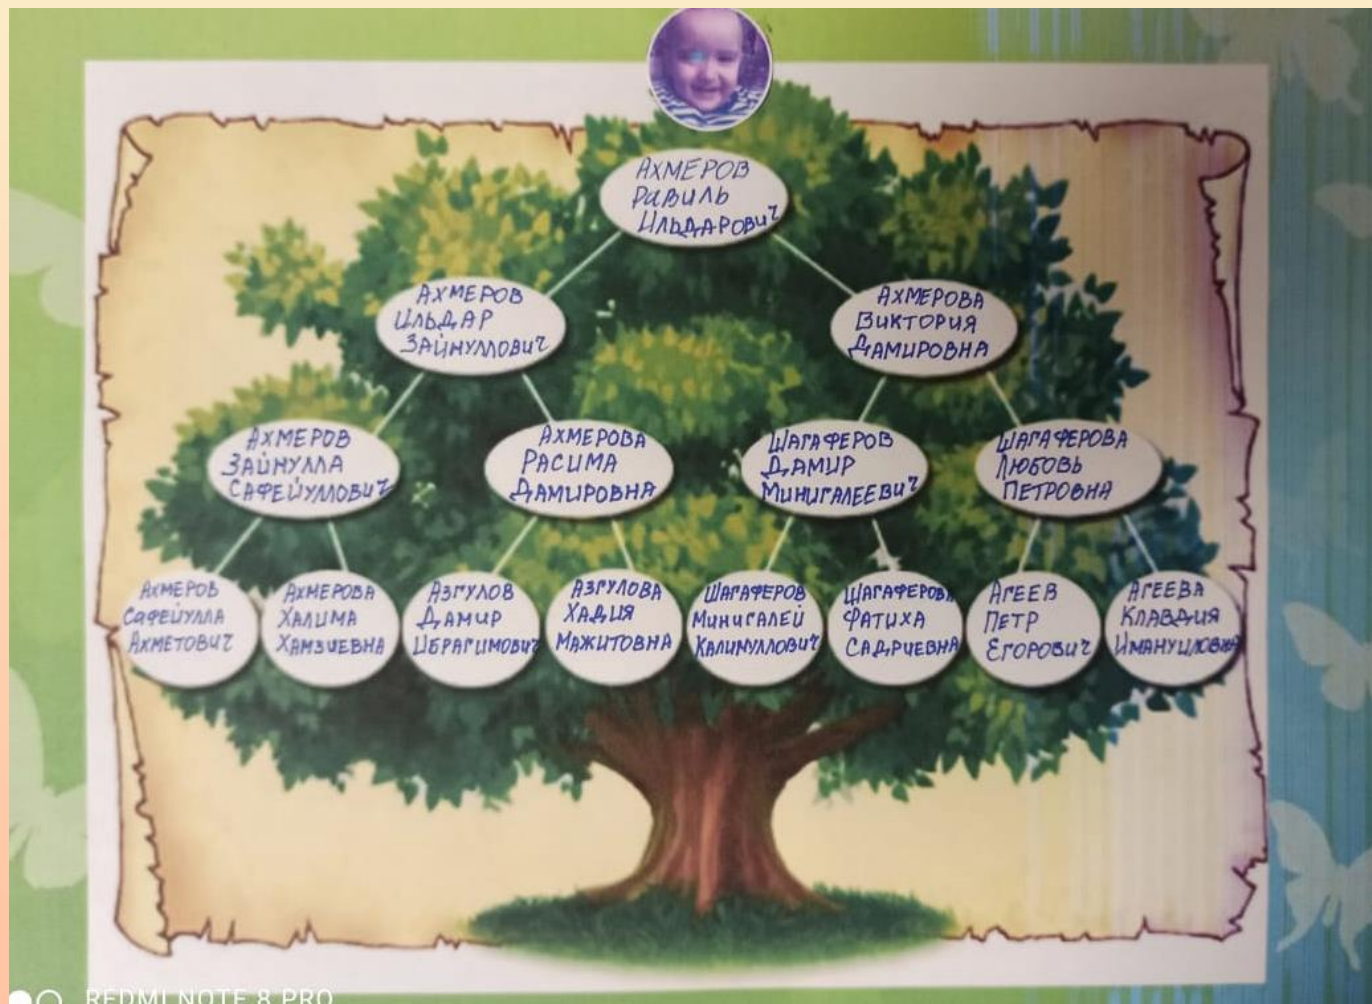 АХМЕРОВ
РАВИЛЬ
ИЛЬДАРОВИЧ
АХМЕРОВ
ИЛЬДАР
ЗАЙНУЛЛОВИЧ
АХМЕРОВА
ВИКТОРИЯ
ДАМИРОВНА
АХМЕРОВ
ЗАЙНУЛЛА
САФЕЙУЛЛОВИЧ
АХМЕРОВА
РАСИМА
ДАМИРОВНА
ШАГАФЕРОВ
ДАМИР
МИНИГАЛЕЕВИЧ
ШАГАФЕРОВА
ЛЮБОВЬ
ПЕТРОВНА
АХМЕРОВ
САФЕЙУЛЛА
АХМЕТОВИЧ
АХМЕРОВА
ХАЛИМА
ХАМЗИЕВНА
АЗГУЛОВ
ДАМИР
ИБРАГИМОВИЧ
АЗГУЛОВА
ХАДИЯ
МАЖИТОВНА
ШАГАФЕРОВ
МИНИГАЛЕЙ
КАЛИМУЛЛОВИЧ
ШАГАФЕРОВА
ФАТИХА
САДРИЕВНА
АГЕЕВ
ПЕТР
ЕГОРОВИЧ
АГЕЕВА
КЛАВДИЯ
ИМАНУИЛОВНА
REDMI NOTE 8 PRO